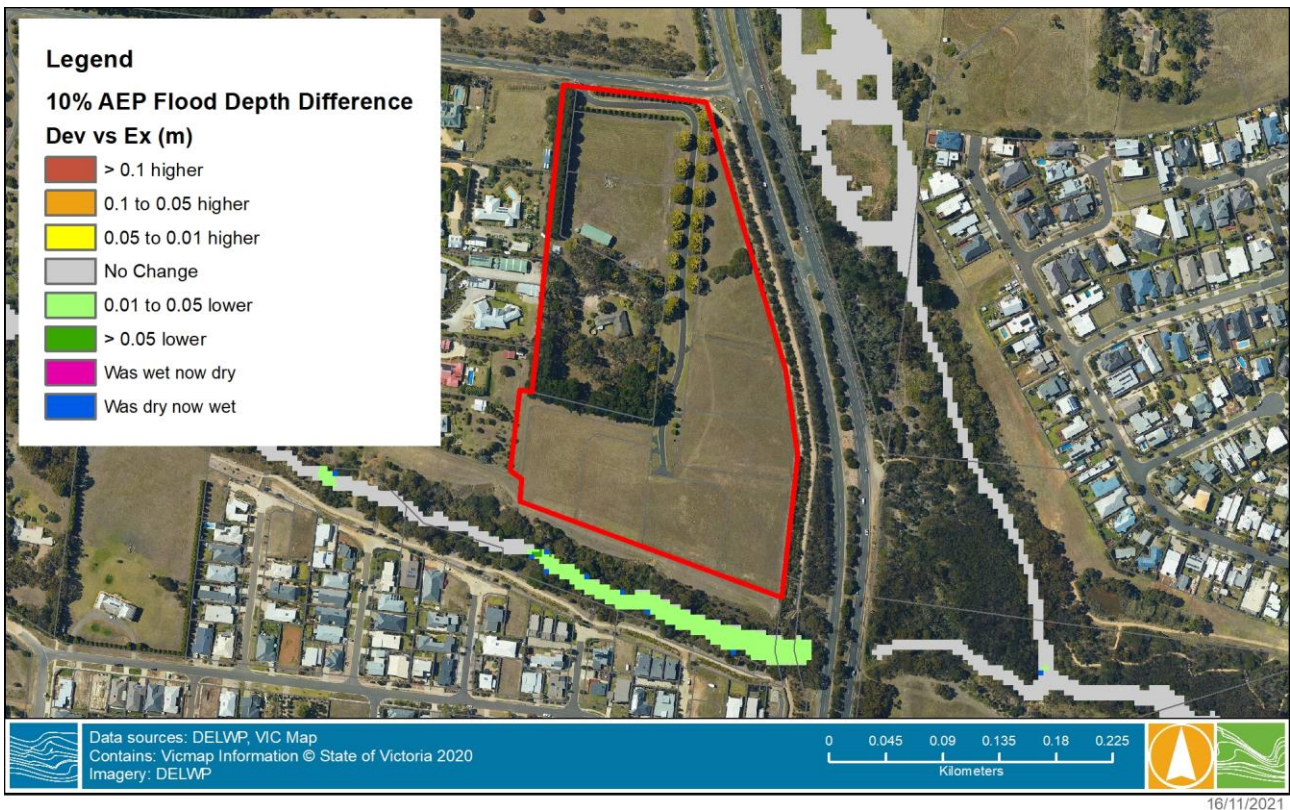 Legend
10% AEP Flood Depth Difference
Dev vs Ex (m)
> 0.1 higher
0.1 to 0.05 higher
0.05 to 0.01 higher
No Change
0.01 to 0.05 lower
> 0.05 lower
Was wet now dry
Was dry now wet
Data sources: DELWP, VIC Map
Contains: Vicmap Information © State of Victoria 2020
Imagery: DELWP
0 0.045 0.09 0.135 0.18 0.225
Kilometers
16/11/2021